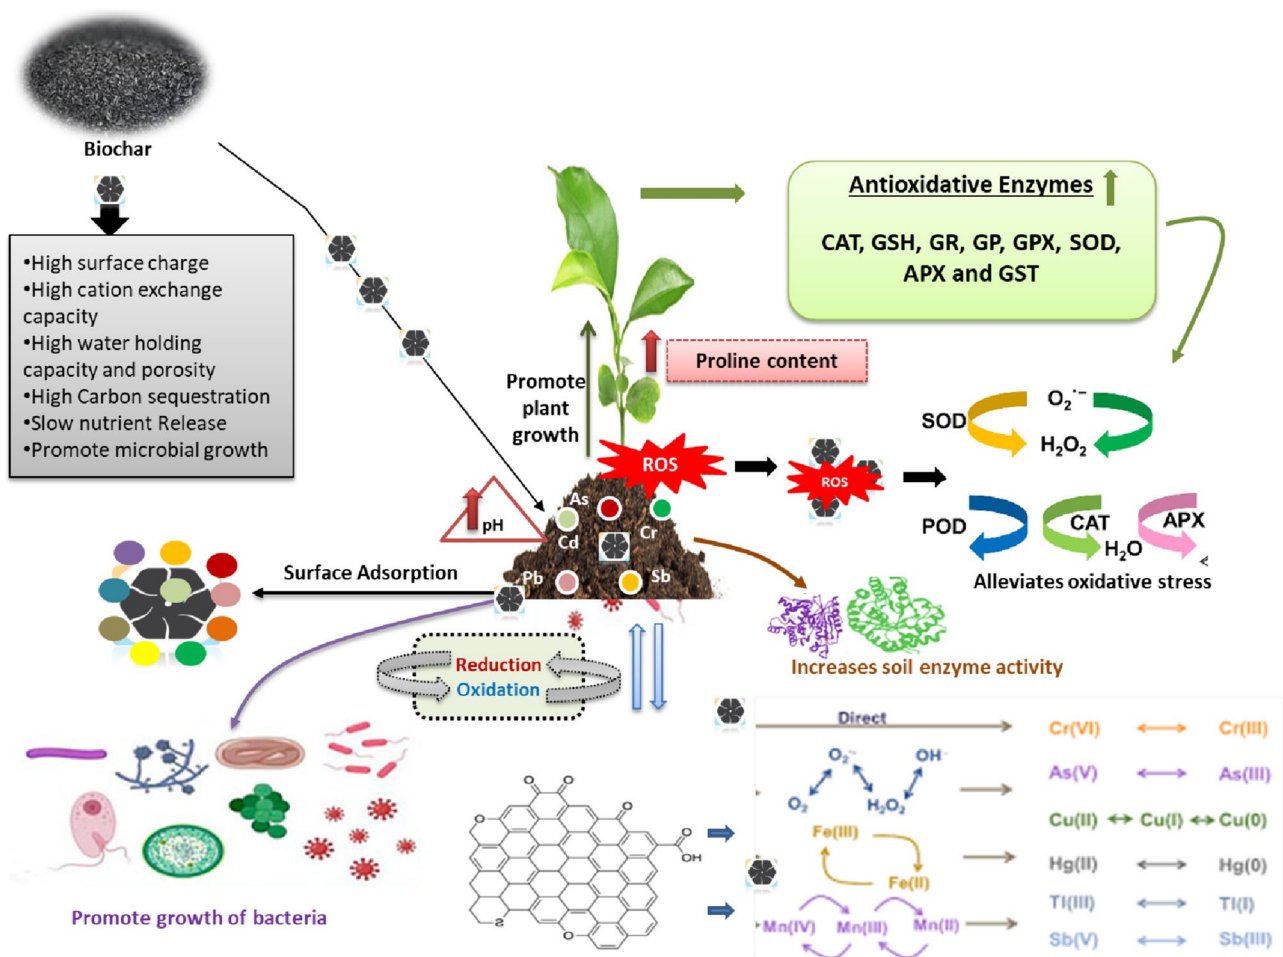 Biochar
•High surface charge
•High cation exchange
capacity
•High water holding
capacity and porosity
•High Carbon sequestration
•Slow nutrient Release
•Promote microbial growth
Antioxidative Enzymes
CAT, GSH, GR, GP, GPX, SOD,
APX and GST
Proline content
Promote
plant
growth
ROS
ROS
SOD
O₂˙⁻
H₂O₂
POD
CAT
H₂O
APX
Alleviates oxidative stress
pH
As
Cd
Cr
Pb
Sb
Surface Adsorption
Reduction
Oxidation
Increases soil enzyme activity
Promote growth of bacteria
O
O
O
O
O
OH
S
O
Direct
O₂˙⁻
OH⁻
O₂
H₂O₂
Fe(III)
Fe(II)
Mn(IV)
Mn(III)
Mn(II)
Cr(VI) Cr(III)
As(V) As(III)
Cu(II) Cu(I) Cu(0)
Hg(II) Hg(0)
Tl(III) Tl(I)
Sb(V) Sb(III)